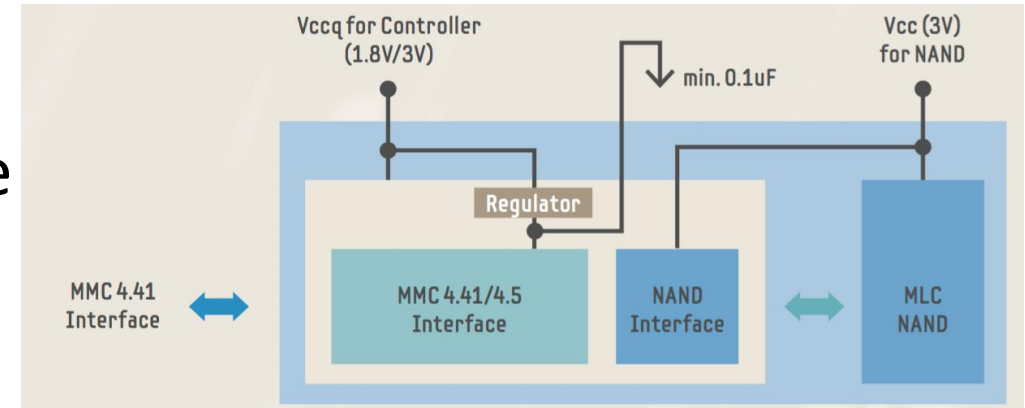 Vccq for Controller
(1.8V/3V)
Vcc (3V)
for NAND
min. 0.1uF
e
Regulator
MMC 4.41
Interface
MMC 4.41/4.5
Interface
NAND
Interface
MLC
NAND